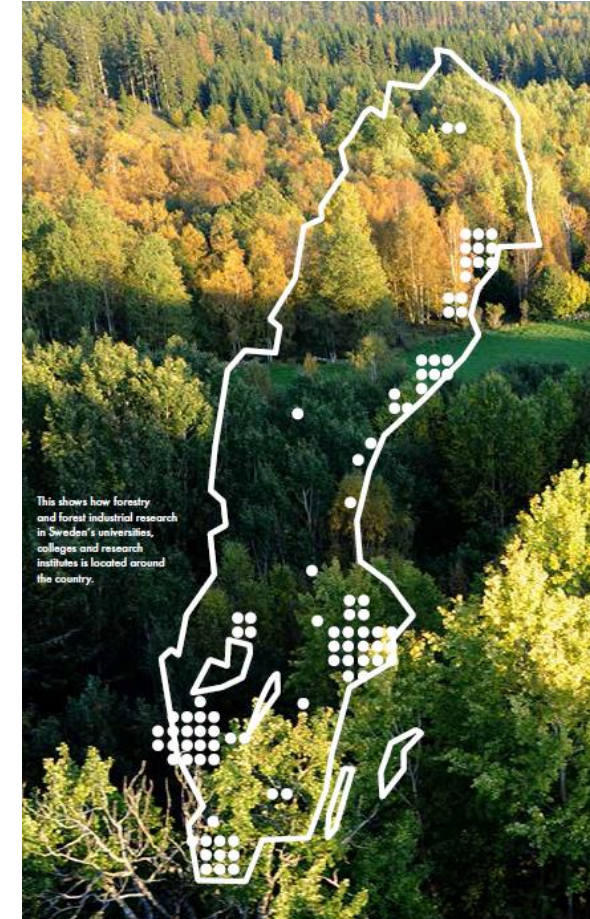 This shows how forestry
and forest industrial research
in Sweden's universities,
colleges and research
institutes is located around
the country.